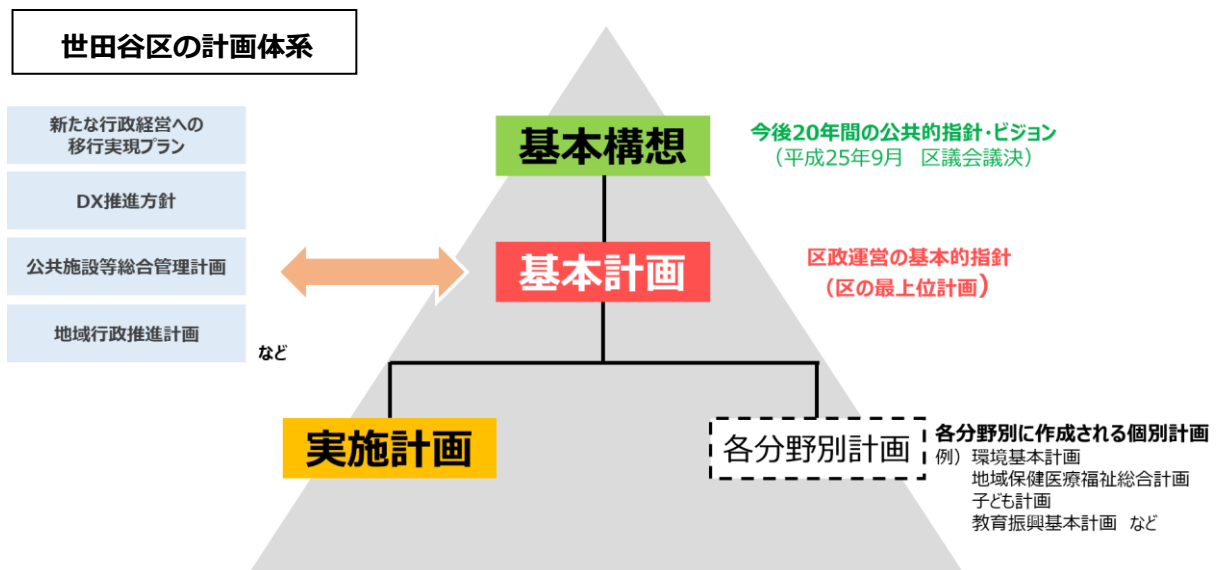 世田谷区の計画体系
新たな行政経営への
移行実現プラン
DX推進方針
公共施設等総合管理計画
地域行政推進計画
など
基本構想
今後20年間の公共的指針・ビジョン
（平成25年9月　区議会議決）
基本計画
区政運営の基本的指針
（区の最上位計画）
実施計画
各分野別計画
各分野別に作成される個別計画
例）環境基本計画
地域保健医療福祉総合計画
子ども計画
教育振興基本計画　など